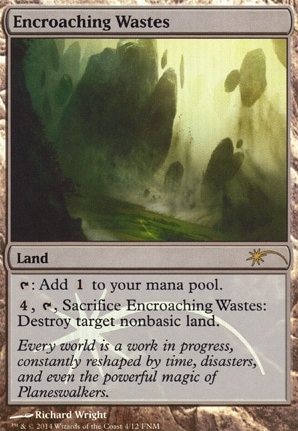 Encroaching Wastes
Land
: Add 1 to your mana pool.
4, , Sacrifice Encroaching Wastes:
Destroy target nonbasic land.
Every world is a work in progress,
constantly reshaped by time, disasters,
and even the powerful magic of
Planeswalkers.
Richard Wright
™ & © 2014 Wizards of the Coast 4/12 FNM